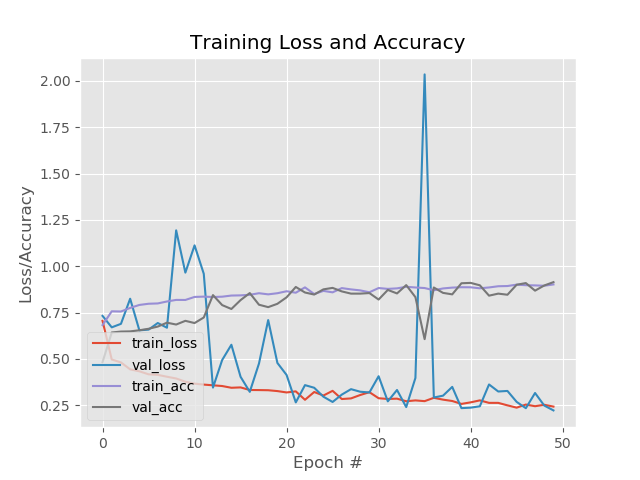 Training Loss and Accuracy
2.00
1.75
1.50
1.25
1.00
0.75
0.50
0.25
Loss/Accuracy
train_loss
val_loss
train_acc
val_acc
0 10 20 30 40 50
Epoch #